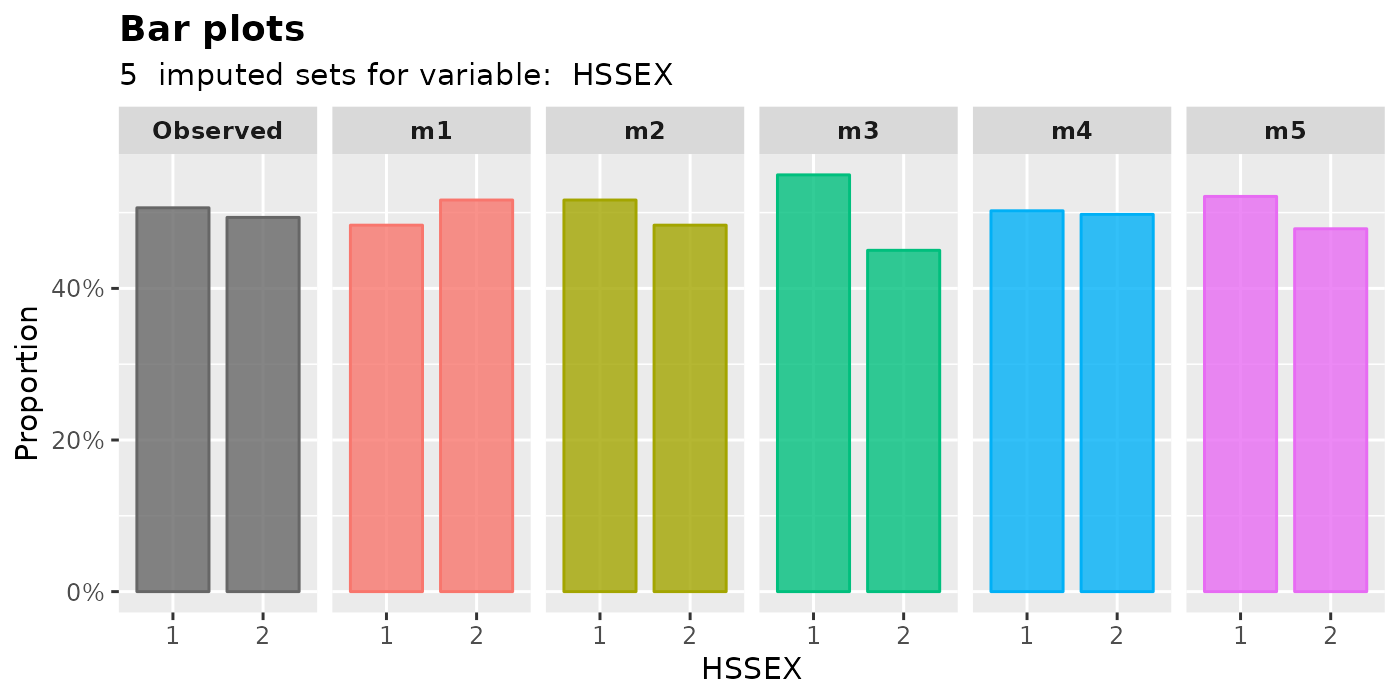 Bar plots
5  imputed sets for variable:  HSSEX
Observed m1 m2 m3 m4 m5
Proportion
40%
20%
0%
1 2 1 2 1 2 1 2 1 2 1 2
HSSEX